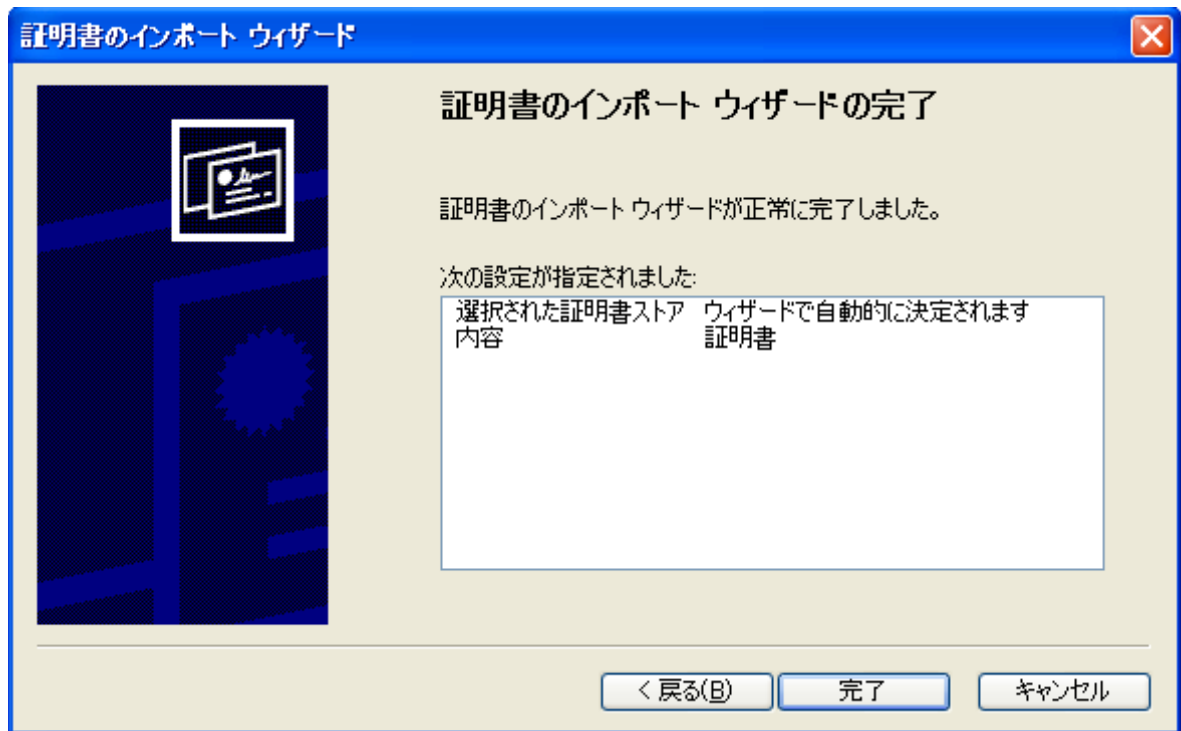 証明書のインポート ウィザード
証明書のインポート ウィザードの完了
証明書のインポート ウィザードが正常に完了しました。
次の設定が指定されました:
選択された証明書ストア ウィザードで自動的に決定されます
内容 証明書
< 戻る(B) 完了 キャンセル